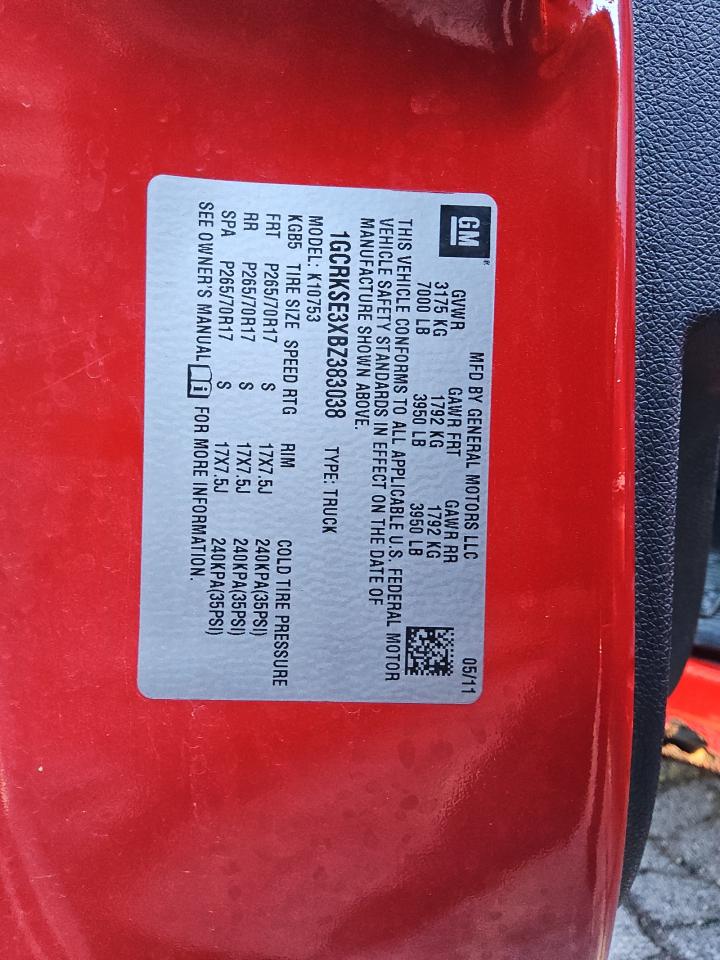 GM
MFD BY GENERAL MOTORS LLC 05/11
GVWR GAWR FRT GAWR RR
3175 KG 1792 KG 1792 KG
7000 LB 3950 LB 3950 LB
THIS VEHICLE CONFORMS TO ALL APPLICABLE U.S. FEDERAL MOTOR
VEHICLE SAFETY STANDARDS IN EFFECT ON THE DATE OF
MANUFACTURE SHOWN ABOVE.
1GCRKSE3XBZ383038 TYPE: TRUCK
MODEL: K10753
KGB5 TIRE SIZE SPEED RTG RIM COLD TIRE PRESSURE
FRT P265/70R17 S 17X7.5J 240KPA(35PSI)
RR P265/70R17 S 17X7.5J 240KPA(35PSI)
SPA P265/70R17 S 17X7.5J 240KPA(35PSI)
SEE OWNER'S MANUAL FOR MORE INFORMATION.